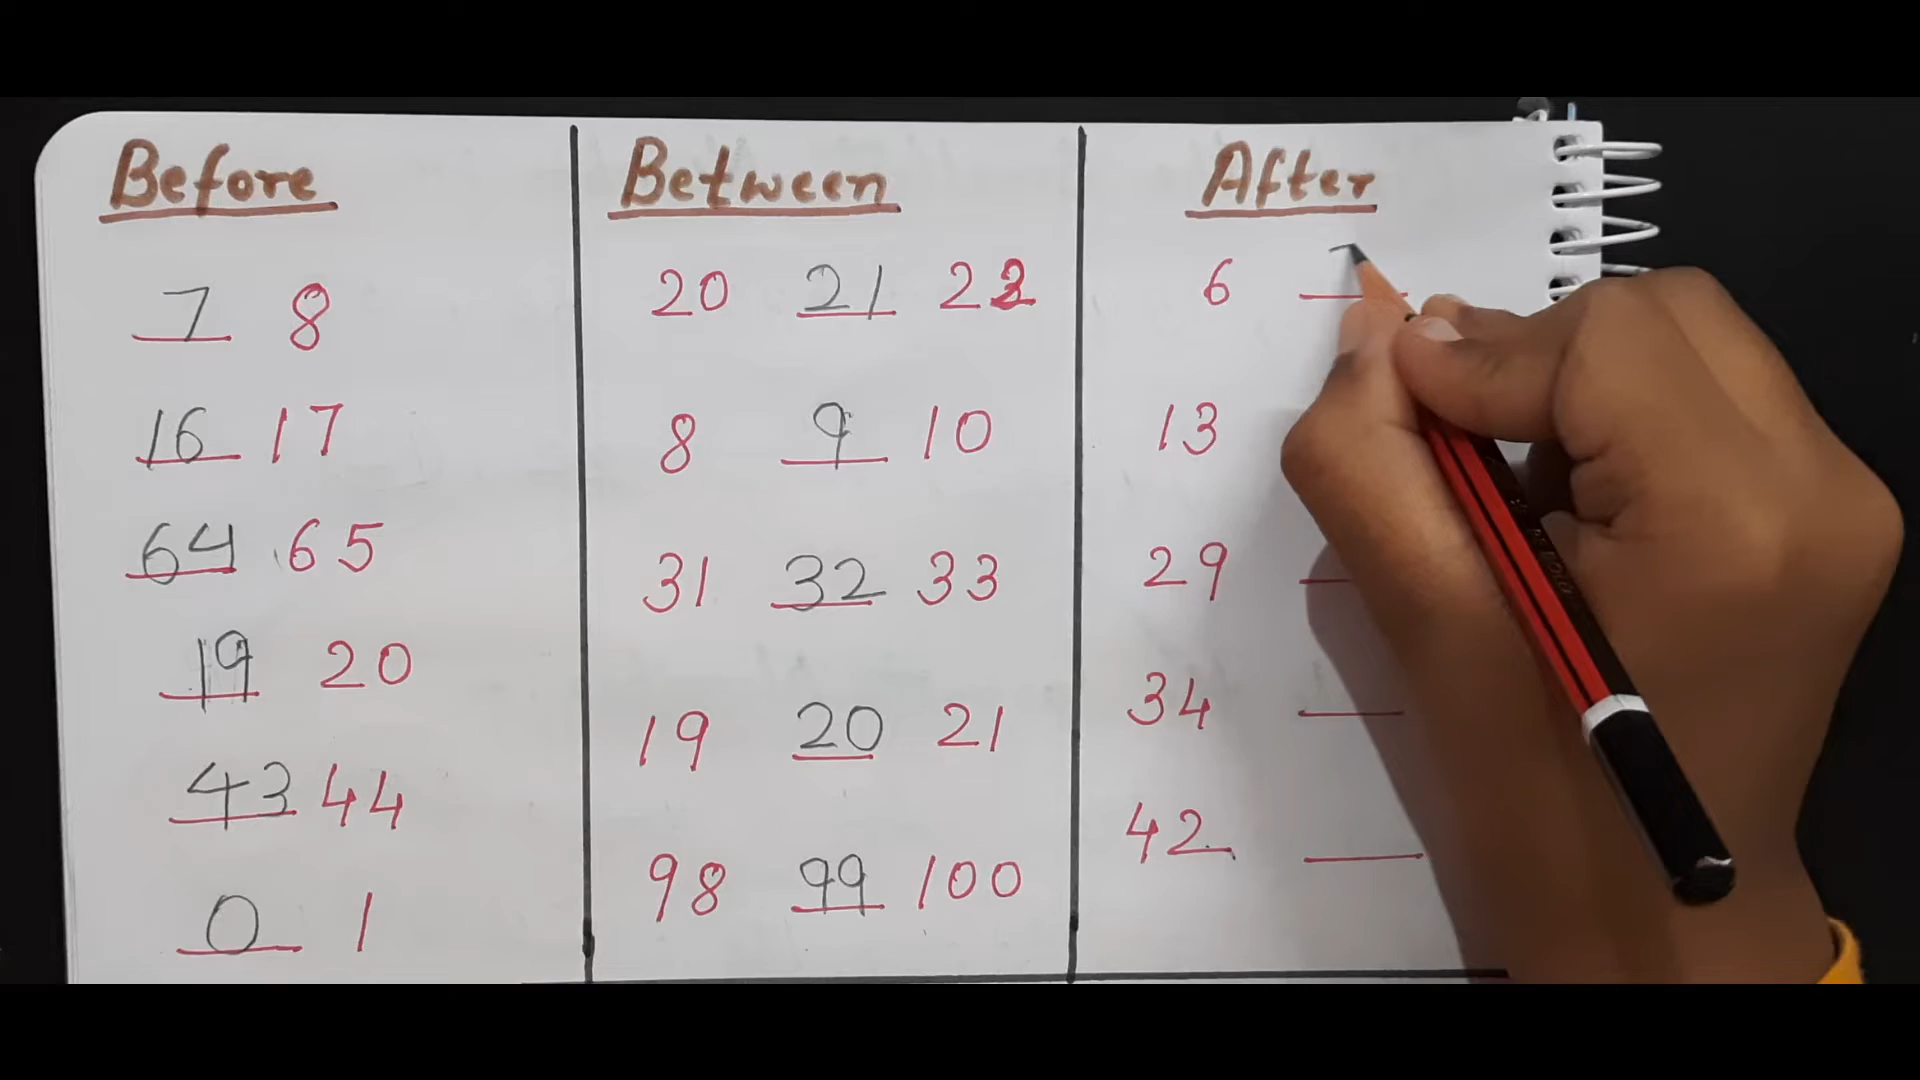 Before
7 8
16 17
64 65
19 20
43 44
0 1
Between
20 21 22
8 9 10
31 32 33
19 20 21
98 99 100
After
6
13
29
34
42